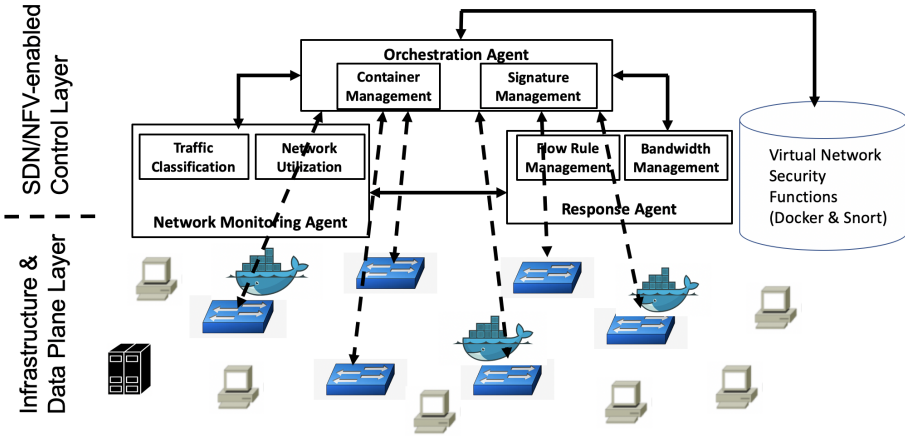 SDN/NFV-enabled
Control Layer
Orchestration Agent
Container
Management
Signature
Management
Traffic
Classification
Network
Utilization
Network Monitoring Agent
Flow Rule
Management
Bandwidth
Management
Response Agent
Virtual Network
Security
Functions
(Docker & Snort)
Infrastructure &
Data Plane Layer